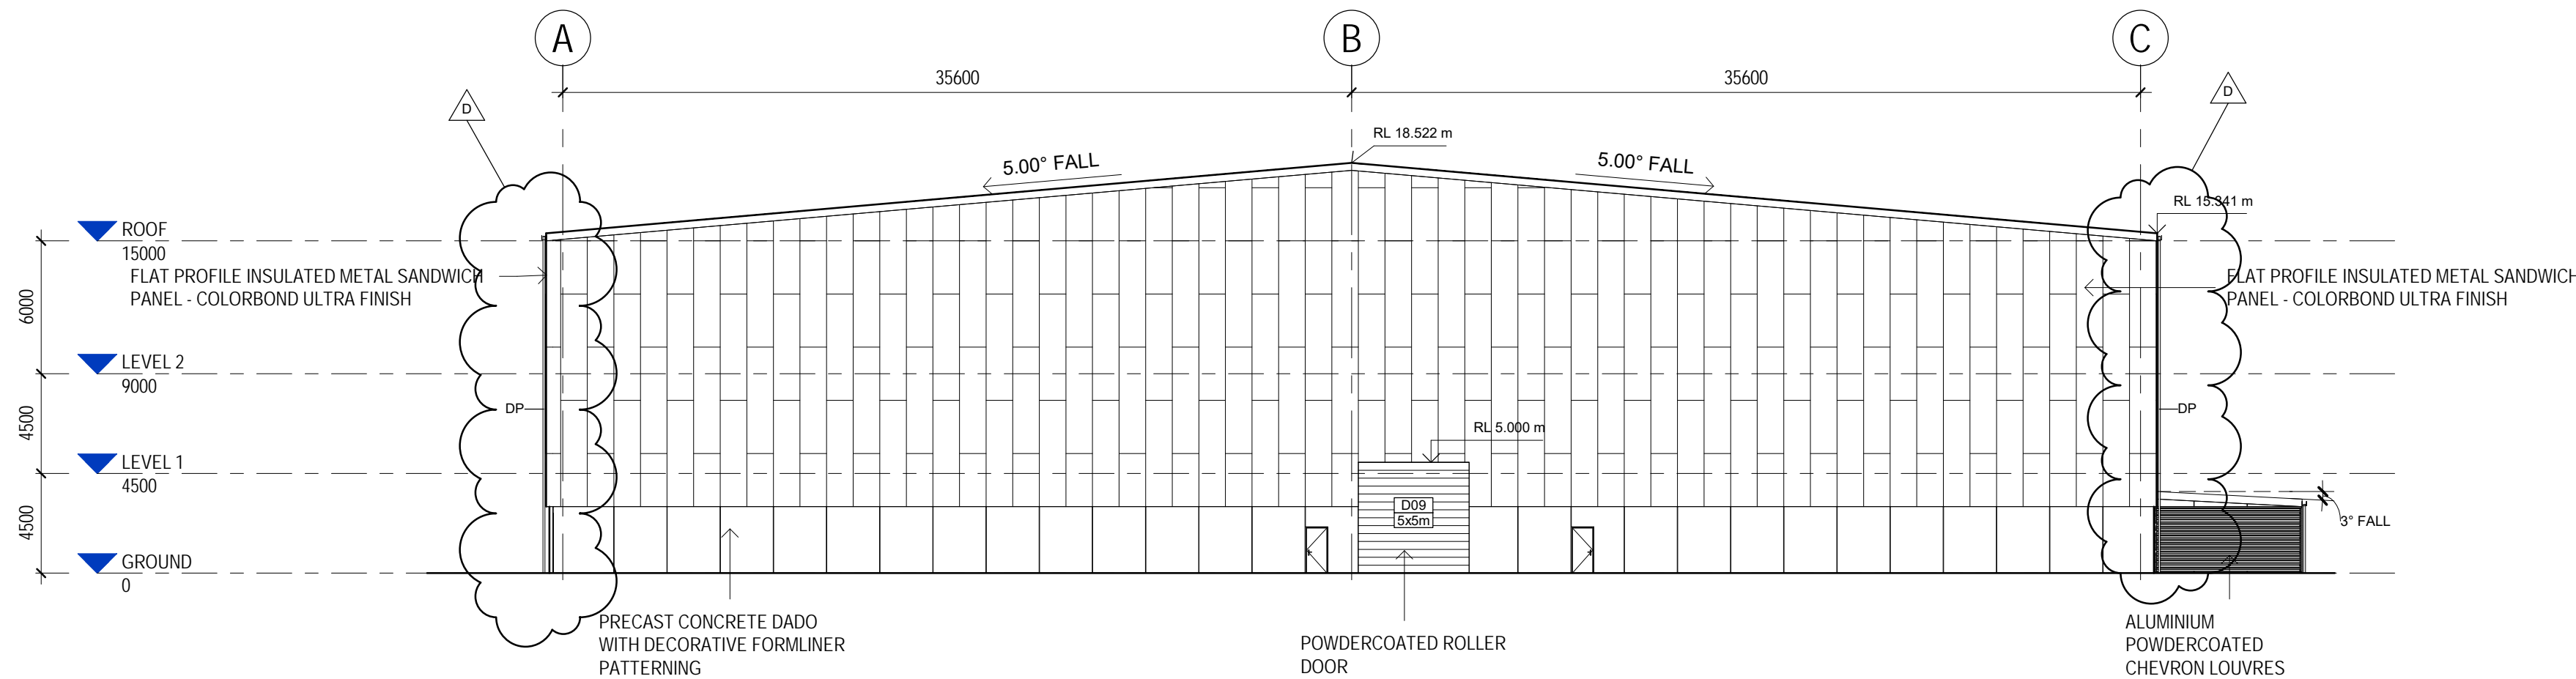 A
B
C
35600
35600
D
D
RL 18.522 m
5.00° FALL
5.00° FALL
RL 15.341 m
ROOF
15000
FLAT PROFILE INSULATED METAL SANDWICH
PANEL - COLORBOND ULTRA FINISH
FLAT PROFILE INSULATED METAL SANDWICH
PANEL - COLORBOND ULTRA FINISH
6000
LEVEL 2
9000
DP
DP
4500
RL 5.000 m
LEVEL 1
4500
D09
5x5m
4500
3° FALL
GROUND
0
PRECAST CONCRETE DADO
WITH DECORATIVE FORMLINER
PATTERNING
POWDERCOATED ROLLER
DOOR
ALUMINIUM
POWDERCOATED
CHEVRON LOUVRES